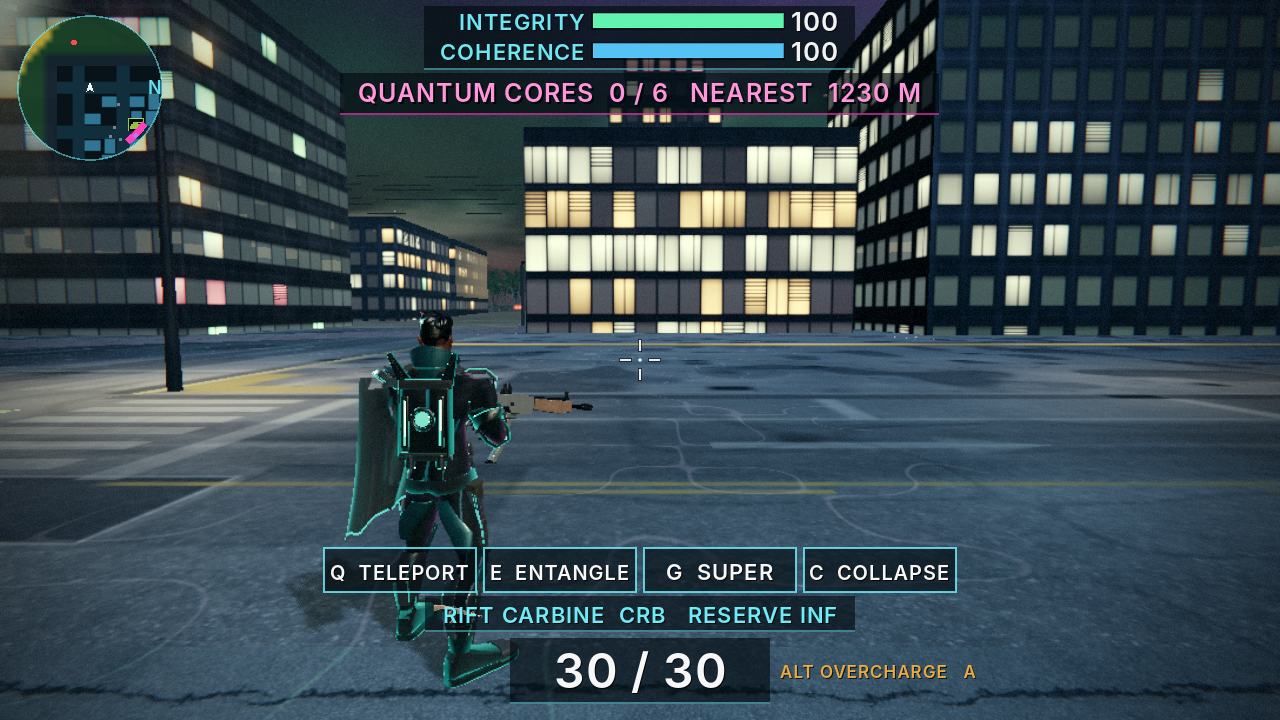 INTEGRITY 100
COHERENCE 100
QUANTUM CORES 0 / 6 NEAREST 1230 M
N
Q TELEPORT E ENTANGLE G SUPER C COLLAPSE
RIFT CARBINE CRB RESERVE INF
30 / 30
ALT OVERCHARGE A